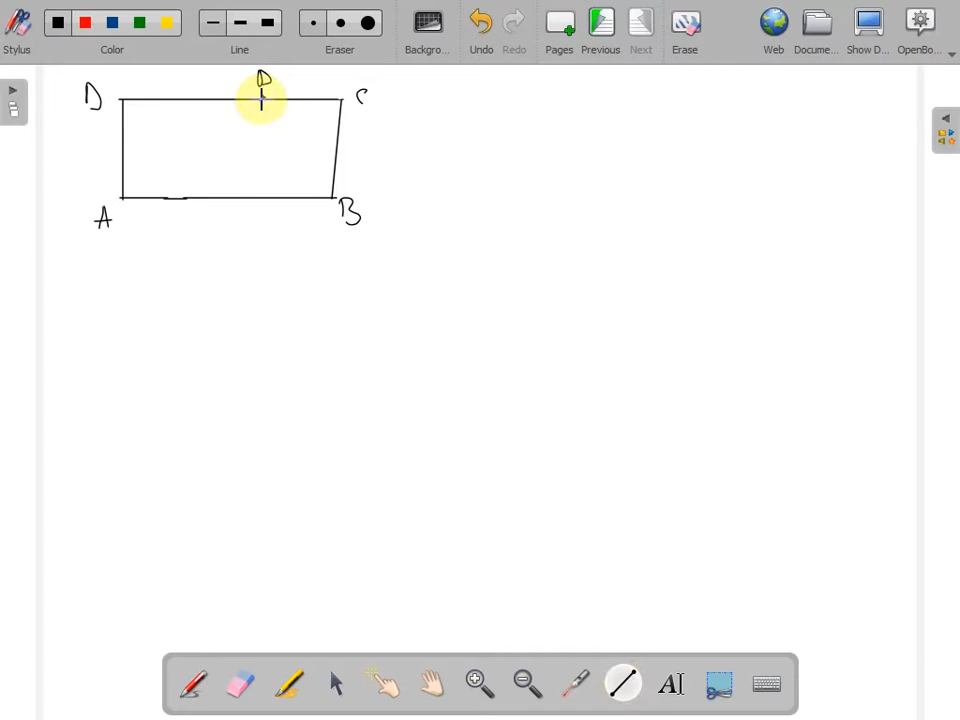 Stylus
Color
Line
Eraser
Backgro...
Undo
Redo
Pages
Previous
Next
Erase
Web
Docume...
Show D...
OpenBo...
D
D
C
A
B
A